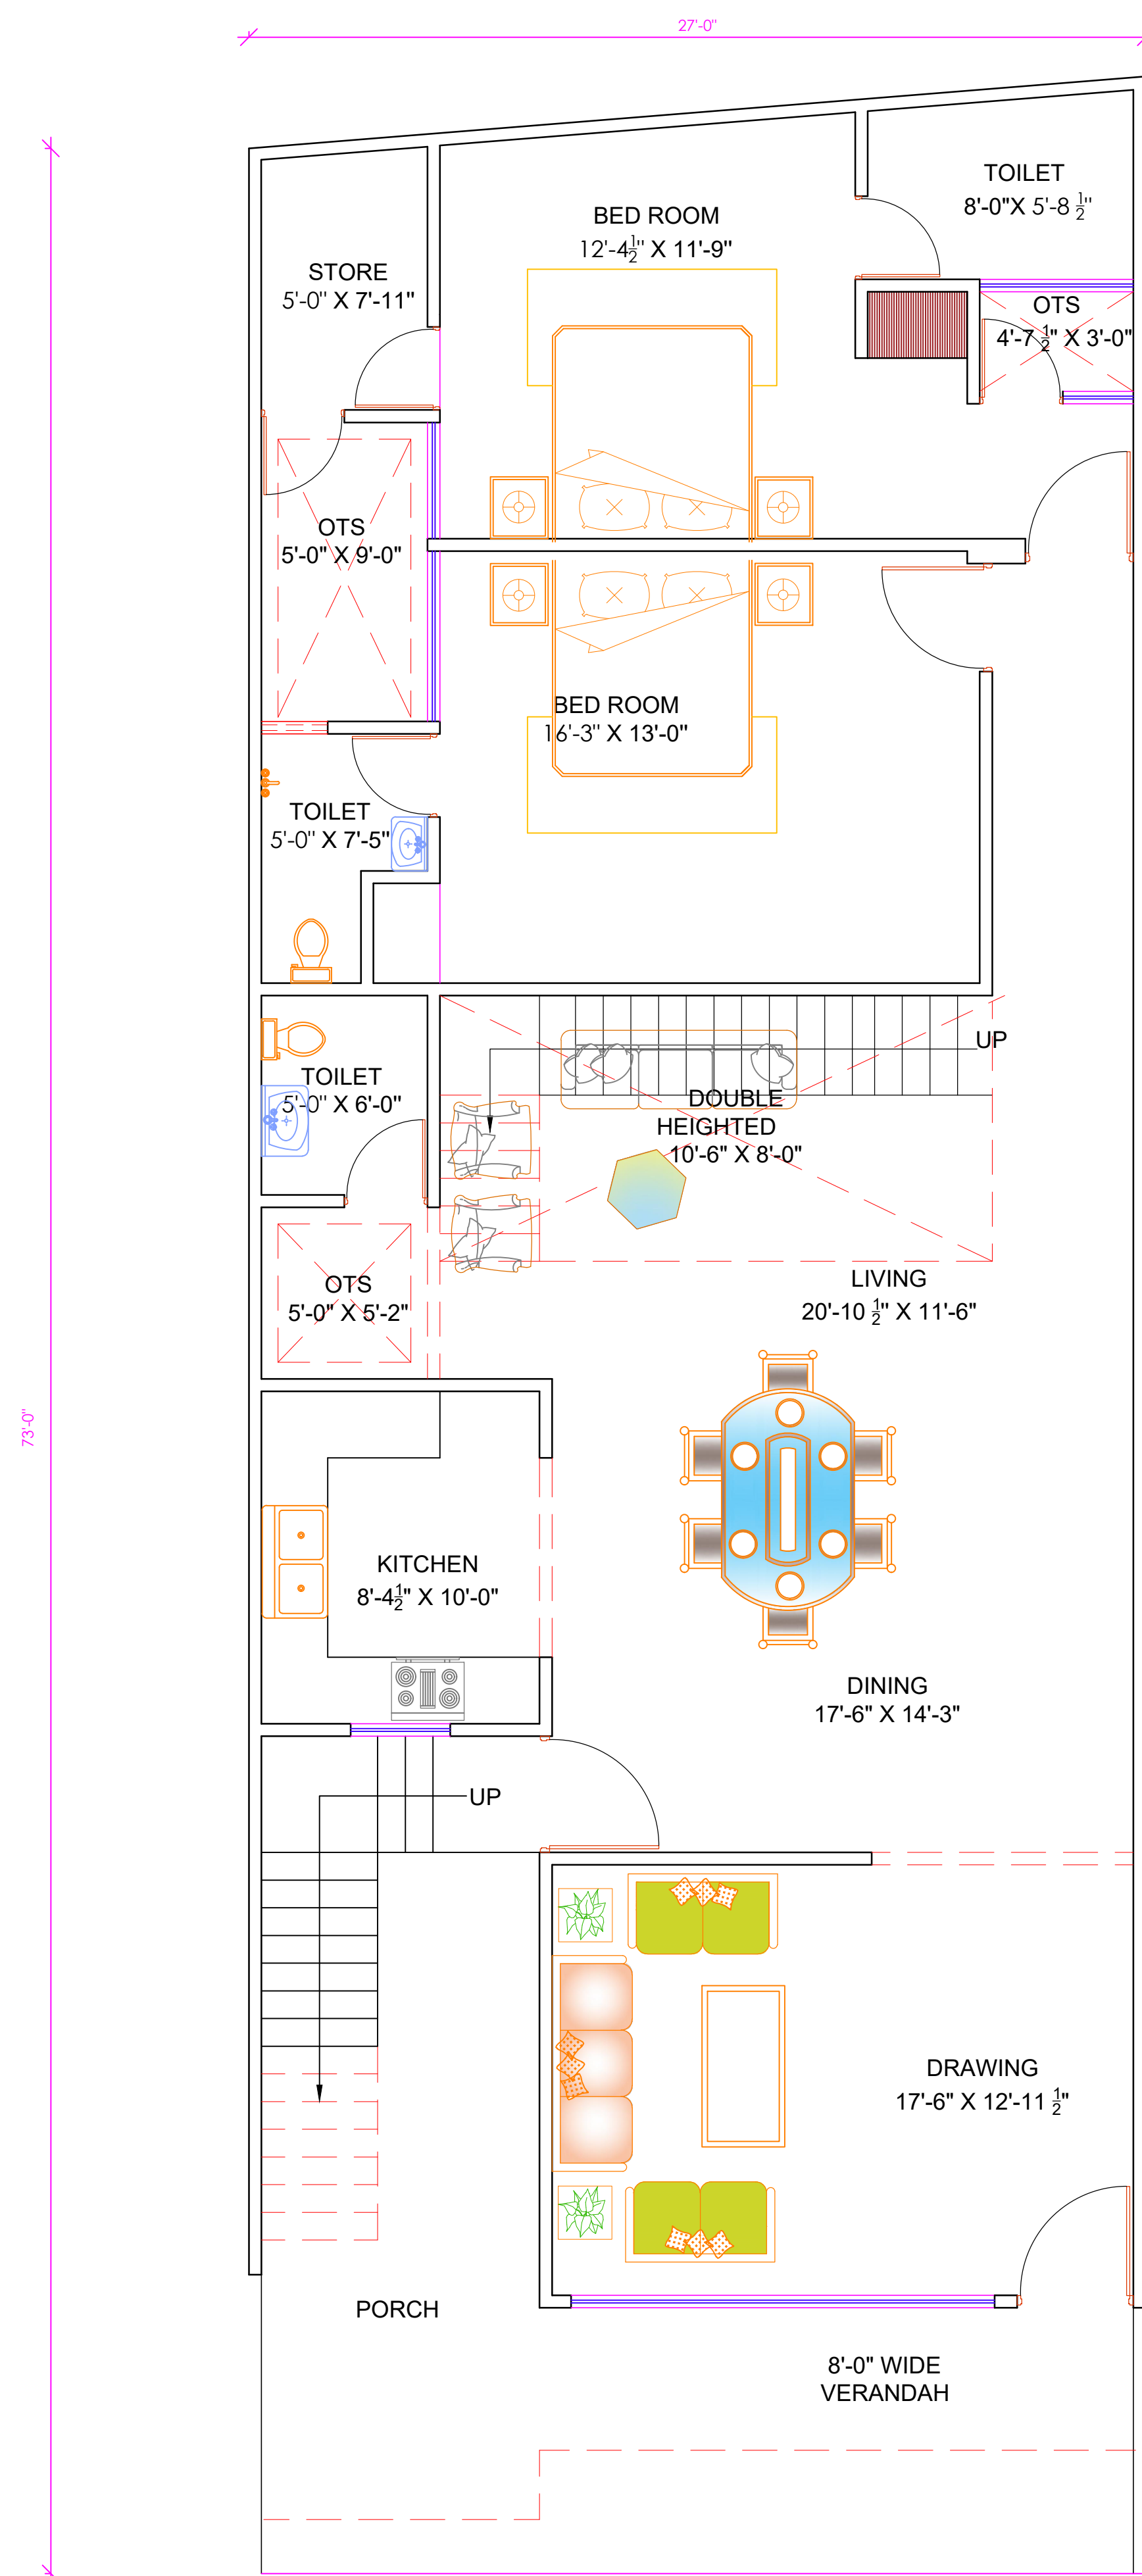 27'-0"
TOILET
8'-0"X 5'-8 1/2"
BED ROOM
12'-4 1/2" X 11'-9"
STORE
5'-0" X 7'-11"
OTS
4'-7 1/2" X 3'-0"
OTS
5'-0" X 9'-0"
BED ROOM
16'-3" X 13'-0"
TOILET
5'-0" X 7'-5"
UP
TOILET
5'-0" X 6'-0"
DOUBLE
HEIGHTED
10'-6" X 8'-0"
OTS
5'-0" X 5'-2"
LIVING
20'-10 1/2" X 11'-6"
73'-0"
KITCHEN
8'-4 1/2" X 10'-0"
DINING
17'-6" X 14'-3"
UP
DRAWING
17'-6" X 12'-11 1/2"
PORCH
8'-0" WIDE
VERANDAH